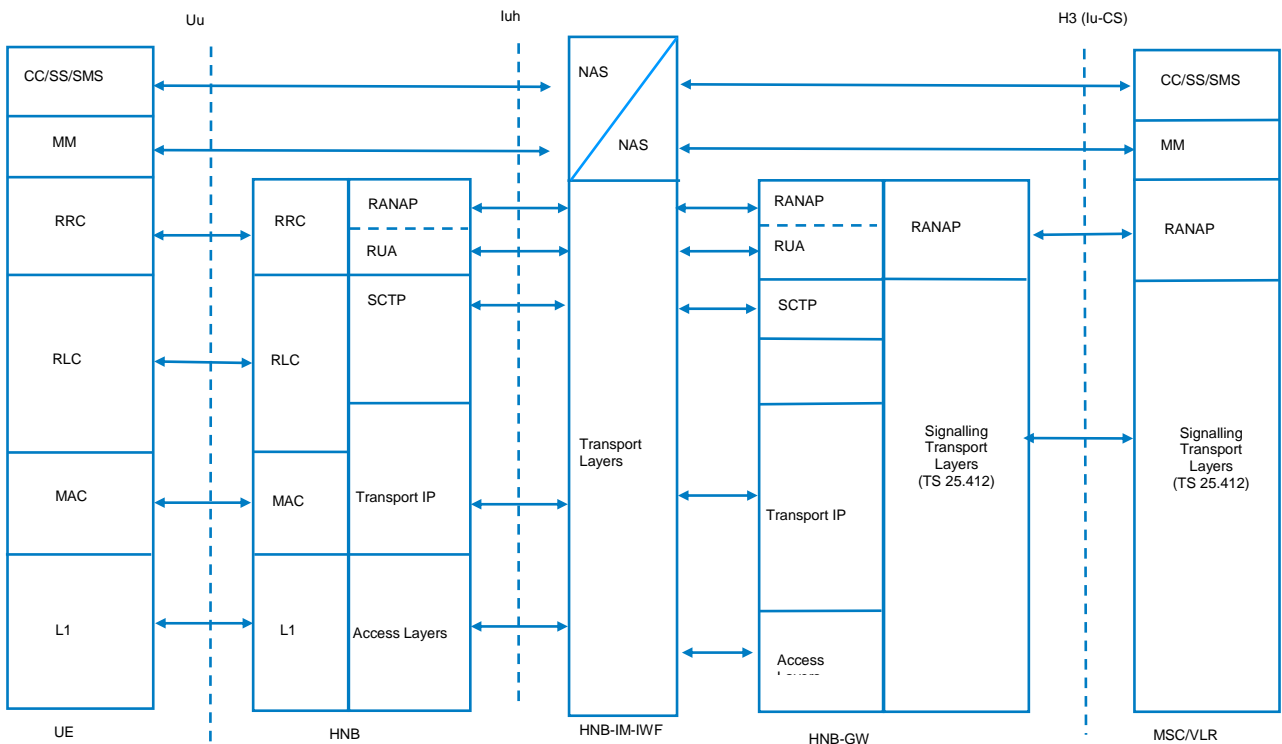 Uu
Iuh
H3 (Iu-CS)
CC/SS/SMS
MM
RRC
RLC
MAC
L1
UE
RRC
RLC
MAC
L1
RANAP
RUA
SCTP
Transport IP
Access Layers
HNB
NAS
NAS
Transport
Layers
HNB-IM-IWF
RANAP
RUA
SCTP
Transport IP
Access
Layers
RANAP
Signalling
Transport
Layers
(TS 25.412)
HNB-GW
CC/SS/SMS
MM
RANAP
Signalling
Transport
Layers
(TS 25.412)
MSC/VLR